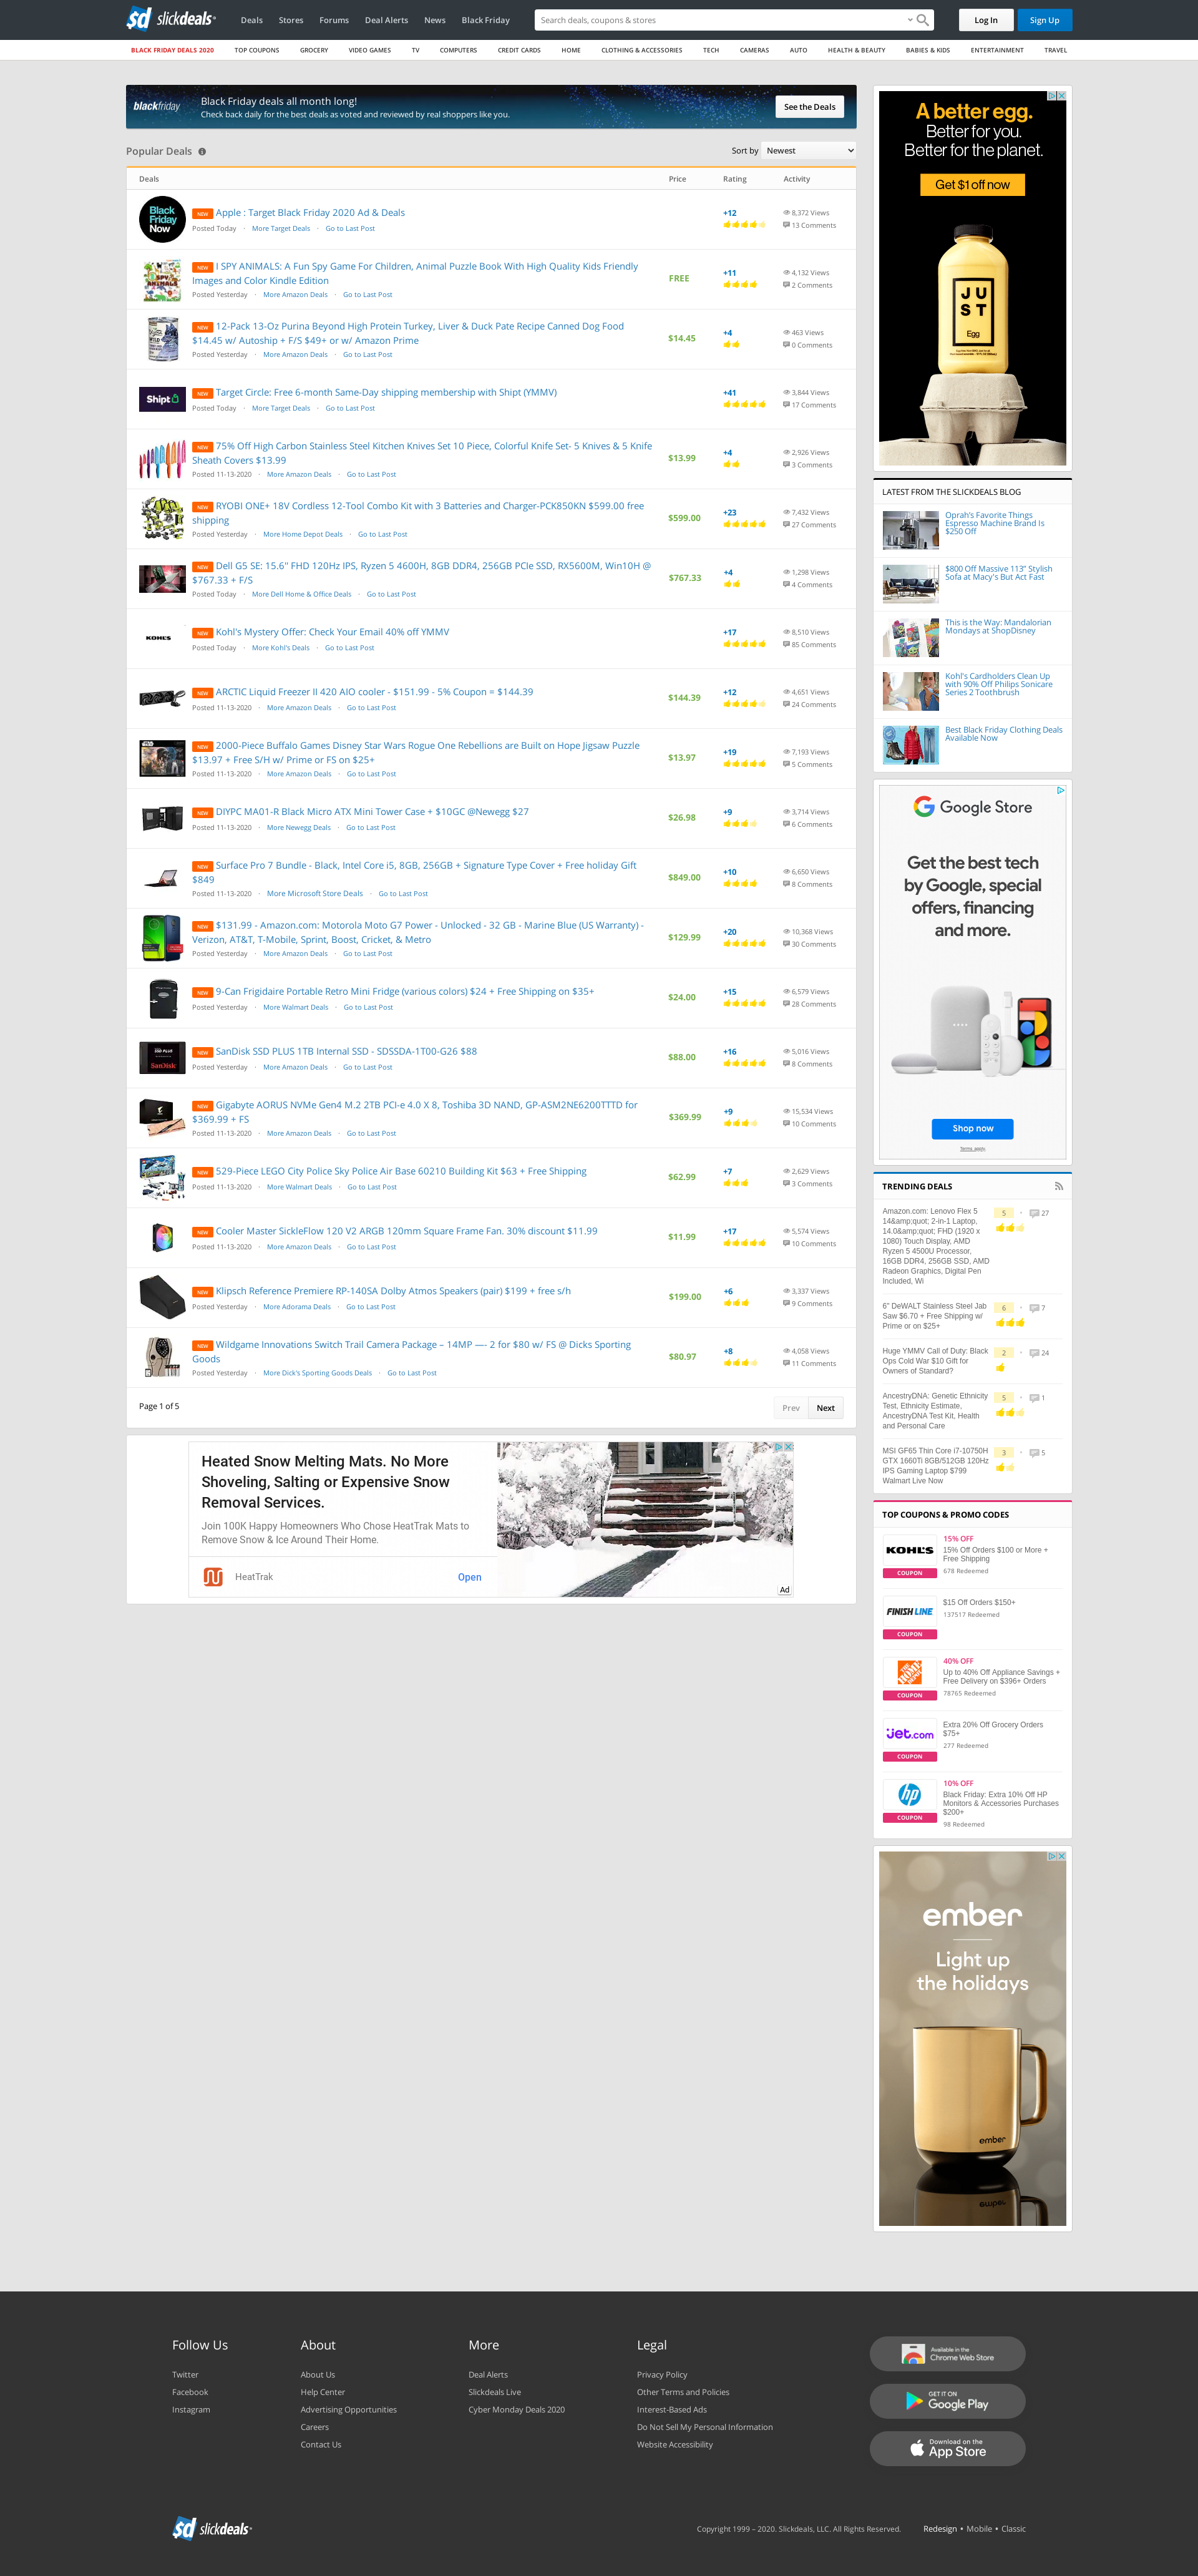 sd slickdeals
Deals
Stores
Forums
Deal Alerts
News
Black Friday
Search deals, coupons & stores
Log In
Sign Up
BLACK FRIDAY DEALS 2020
TOP COUPONS
GROCERY
VIDEO GAMES
TV
COMPUTERS
CREDIT CARDS
HOME
CLOTHING & ACCESSORIES
TECH
CAMERAS
AUTO
HEALTH & BEAUTY
BABIES & KIDS
ENTERTAINMENT
TRAVEL
blackfriday
Black Friday deals all month long!
Check back daily for the best deals as voted and reviewed by real shoppers like you.
See the Deals
Popular Deals
Sort by Newest
Deals Price Rating Activity
Black Friday Now
NEW Apple : Target Black Friday 2020 Ad & Deals
Posted Today · More Target Deals · Go to Last Post
+12
8,372 Views
13 Comments
NEW I SPY ANIMALS: A Fun Spy Game For Children, Animal Puzzle Book With High Quality Kids Friendly
Images and Color Kindle Edition
Posted Yesterday · More Amazon Deals · Go to Last Post
FREE
+11
4,132 Views
2 Comments
NEW 12-Pack 13-Oz Purina Beyond High Protein Turkey, Liver & Duck Pate Recipe Canned Dog Food
$14.45 w/ Autoship + F/S $49+ or w/ Amazon Prime
Posted Yesterday · More Amazon Deals · Go to Last Post
$14.45
+4
463 Views
0 Comments
Shipt
NEW Target Circle: Free 6-month Same-Day shipping membership with Shipt (YMMV)
Posted Today · More Target Deals · Go to Last Post
+41
3,844 Views
17 Comments
NEW 75% Off High Carbon Stainless Steel Kitchen Knives Set 10 Piece, Colorful Knife Set- 5 Knives & 5 Knife
Sheath Covers $13.99
Posted 11-13-2020 · More Amazon Deals · Go to Last Post
$13.99
+4
2,926 Views
3 Comments
NEW RYOBI ONE+ 18V Cordless 12-Tool Combo Kit with 3 Batteries and Charger-PCK850KN $599.00 free
shipping
Posted Yesterday · More Home Depot Deals · Go to Last Post
$599.00
+23
7,432 Views
27 Comments
NEW Dell G5 SE: 15.6" FHD 120Hz IPS, Ryzen 5 4600H, 8GB DDR4, 256GB PCIe SSD, RX5600M, Win10H @
$767.33 + F/S
Posted Today · More Dell Home & Office Deals · Go to Last Post
$767.33
+4
1,298 Views
4 Comments
KOHL'S
NEW Kohl's Mystery Offer: Check Your Email 40% off YMMV
Posted Today · More Kohl's Deals · Go to Last Post
+17
8,510 Views
85 Comments
NEW ARCTIC Liquid Freezer II 420 AIO cooler - $151.99 - 5% Coupon = $144.39
Posted 11-13-2020 · More Amazon Deals · Go to Last Post
$144.39
+12
4,651 Views
24 Comments
NEW 2000-Piece Buffalo Games Disney Star Wars Rogue One Rebellions are Built on Hope Jigsaw Puzzle
$13.97 + Free S/H w/ Prime or FS on $25+
Posted 11-13-2020 · More Amazon Deals · Go to Last Post
$13.97
+19
7,193 Views
5 Comments
NEW DIYPC MA01-R Black Micro ATX Mini Tower Case + $10GC @Newegg $27
Posted 11-13-2020 · More Newegg Deals · Go to Last Post
$26.98
+9
3,714 Views
6 Comments
NEW Surface Pro 7 Bundle - Black, Intel Core i5, 8GB, 256GB + Signature Type Cover + Free holiday Gift
$849
Posted 11-13-2020 · More Microsoft Store Deals · Go to Last Post
$849.00
+10
6,650 Views
8 Comments
NEW $131.99 - Amazon.com: Motorola Moto G7 Power - Unlocked - 32 GB - Marine Blue (US Warranty) -
Verizon, AT&T, T-Mobile, Sprint, Boost, Cricket, & Metro
Posted Yesterday · More Amazon Deals · Go to Last Post
$129.99
+20
10,368 Views
30 Comments
NEW 9-Can Frigidaire Portable Retro Mini Fridge (various colors) $24 + Free Shipping on $35+
Posted Yesterday · More Walmart Deals · Go to Last Post
$24.00
+15
6,579 Views
28 Comments
SSD PLUS
SanDisk
NEW SanDisk SSD PLUS 1TB Internal SSD - SDSSDA-1T00-G26 $88
Posted Yesterday · More Amazon Deals · Go to Last Post
$88.00
+16
5,016 Views
8 Comments
NEW Gigabyte AORUS NVMe Gen4 M.2 2TB PCI-e 4.0 X 8, Toshiba 3D NAND, GP-ASM2NE6200TTTD for
$369.99 + FS
Posted 11-13-2020 · More Amazon Deals · Go to Last Post
$369.99
+9
15,534 Views
10 Comments
NEW 529-Piece LEGO City Police Sky Police Air Base 60210 Building Kit $63 + Free Shipping
Posted 11-13-2020 · More Walmart Deals · Go to Last Post
$62.99
+7
2,629 Views
3 Comments
NEW Cooler Master SickleFlow 120 V2 ARGB 120mm Square Frame Fan. 30% discount $11.99
Posted 11-13-2020 · More Amazon Deals · Go to Last Post
$11.99
+17
5,574 Views
10 Comments
NEW Klipsch Reference Premiere RP-140SA Dolby Atmos Speakers (pair) $199 + free s/h
Posted Yesterday · More Adorama Deals · Go to Last Post
$199.00
+6
3,337 Views
9 Comments
NEW Wildgame Innovations Switch Trail Camera Package – 14MP —- 2 for $80 w/ FS @ Dicks Sporting
Goods
Posted Yesterday · More Dick's Sporting Goods Deals · Go to Last Post
$80.97
+8
4,058 Views
11 Comments
Page 1 of 5
Prev
Next
Heated Snow Melting Mats. No More
Shoveling, Salting or Expensive Snow
Removal Services.
Join 100K Happy Homeowners Who Chose HeatTrak Mats to
Remove Snow & Ice Around Their Home.
HeatTrak
Open
Ad
A better egg.
Better for you.
Better for the planet.
Get $1 off now
JU
ST
Egg
LATEST FROM THE SLICKDEALS BLOG
Oprah's Favorite Things
Espresso Machine Brand Is
$250 Off
$800 Off Massive 113" Stylish
Sofa at Macy's But Act Fast
This is the Way: Mandalorian
Mondays at ShopDisney
Kohl's Cardholders Clean Up
with 90% Off Philips Sonicare
Series 2 Toothbrush
Best Black Friday Clothing Deals
Available Now
Google Store
Get the best tech
by Google, special
offers, financing
and more.
Shop now
Terms apply
TRENDING DEALS
Amazon.com: Lenovo Flex 5
14&amp;quot; 2-in-1 Laptop,
14.0&amp;quot; FHD (1920 x
1080) Touch Display, AMD
Ryzen 5 4500U Processor,
16GB DDR4, 256GB SSD, AMD
Radeon Graphics, Digital Pen
Included, Wi
5 · 27
6" DeWALT Stainless Steel Jab
Saw $6.70 + Free Shipping w/
Prime or on $25+
6 · 7
Huge YMMV Call of Duty: Black
Ops Cold War $10 Gift for
Owners of Standard?
2 · 24
AncestryDNA: Genetic Ethnicity
Test, Ethnicity Estimate,
AncestryDNA Test Kit, Health
and Personal Care
5 · 1
MSI GF65 Thin Core i7-10750H
GTX 1660Ti 8GB/512GB 120Hz
IPS Gaming Laptop $799
Walmart Live Now
3 · 5
TOP COUPONS & PROMO CODES
KOHL'S
COUPON
15% OFF
15% Off Orders $100 or More +
Free Shipping
678 Redeemed
FINISH LINE
COUPON
$15 Off Orders $150+
137517 Redeemed
THE HOME DEPOT
COUPON
40% OFF
Up to 40% Off Appliance Savings +
Free Delivery on $396+ Orders
78765 Redeemed
jet.com
COUPON
Extra 20% Off Grocery Orders
$75+
277 Redeemed
hp
COUPON
10% OFF
Black Friday: Extra 10% Off HP
Monitors & Accessories Purchases
$200+
98 Redeemed
ember
Light up
the holidays
ember
Follow Us
Twitter
Facebook
Instagram
About
About Us
Help Center
Advertising Opportunities
Careers
Contact Us
More
Deal Alerts
Slickdeals Live
Cyber Monday Deals 2020
Legal
Privacy Policy
Other Terms and Policies
Interest-Based Ads
Do Not Sell My Personal Information
Website Accessibility
Available in the
Chrome Web Store
GET IT ON
Google Play
Download on the
App Store
sd slickdeals
Copyright 1999 – 2020. Slickdeals, LLC. All Rights Reserved.
Redesign • Mobile • Classic